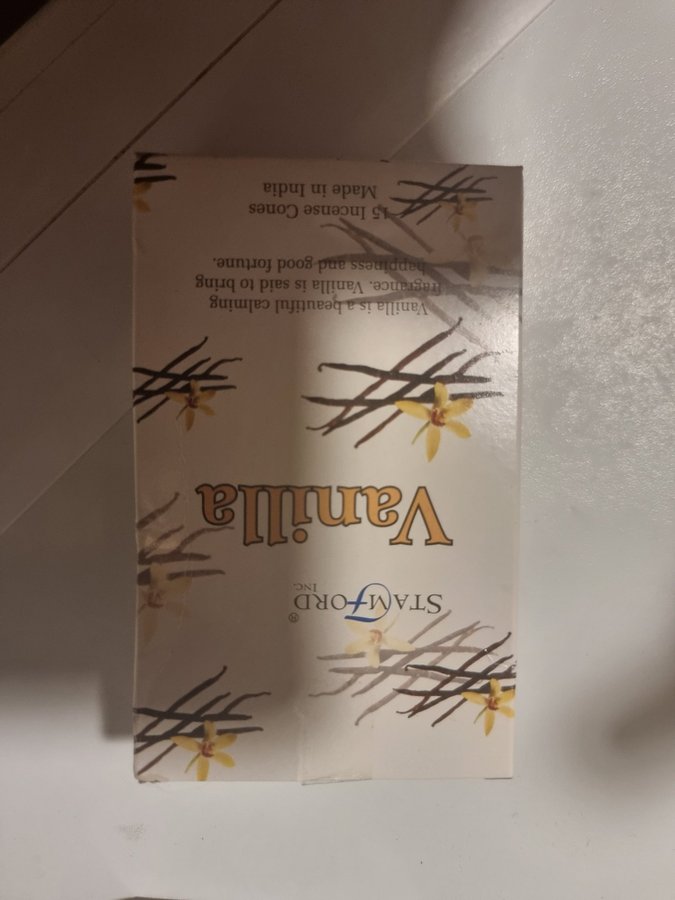 STAMFORD®
INC.
Vanilla
Vanilla is a beautiful calming
fragrance. Vanilla is said to bring
happiness and good fortune.
15 Incense Cones
Made in India